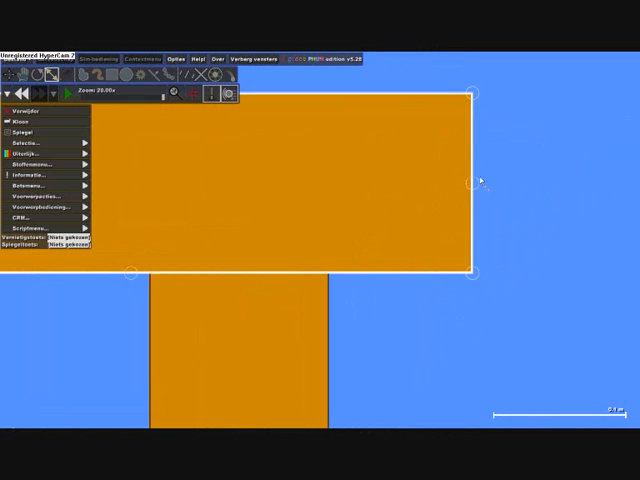 Unregistered HyperCam 2
Sim-bediening Contextmenu Opties Help! Over Verberg vensters PHUN edition v5.28
Zoom: 20.00x
Verwijder
Kloon
Spiegel
Selectie...
Uiterlijk...
Stoffenmenu...
Informatie...
Botsmenu...
Voorwerpacties...
Voorwerpbediening...
CRM...
Scriptmenu...
[Niets gekozen]
Spiegeltoets: [Niets gekozen]
0.1 m